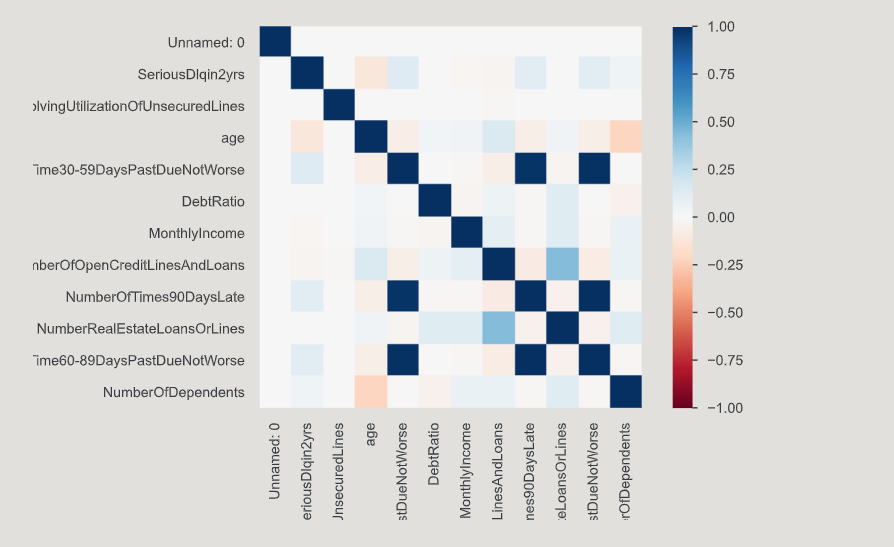 Unnamed: 0
SeriousDlqin2yrs
olvingUtilizationOfUnsecuredLines
age
Time30-59DaysPastDueNotWorse
DebtRatio
MonthlyIncome
nberOfOpenCreditLinesAndLoans
NumberOfTimes90DaysLate
NumberRealEstateLoansOrLines
Time60-89DaysPastDueNotWorse
NumberOfDependents
1.00
0.75
0.50
0.25
0.00
−0.25
−0.50
−0.75
−1.00
Unnamed: 0
eriousDlqin2yrs
UnsecuredLines
age
stDueNotWorse
DebtRatio
MonthlyIncome
LinesAndLoans
nes90DaysLate
eLoansOrLines
stDueNotWorse
rOfDependents